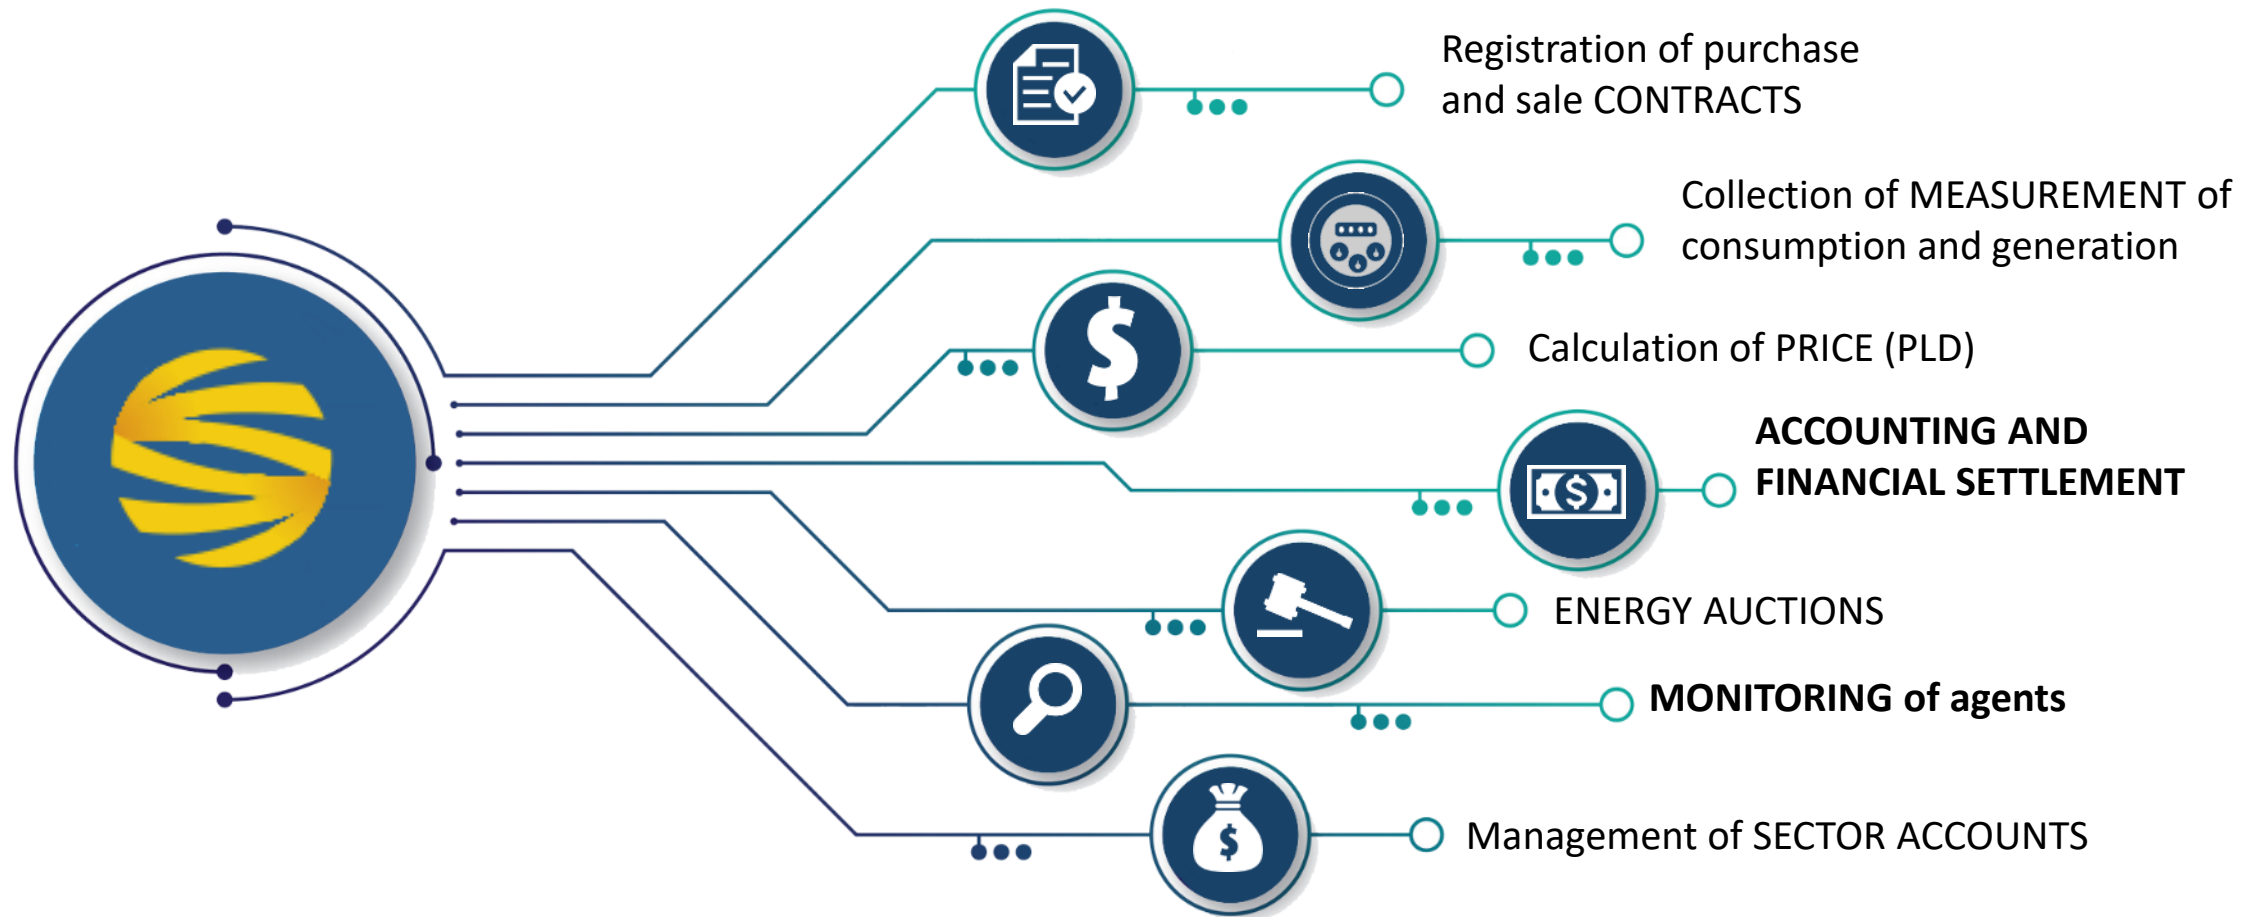 Registration of purchase
and sale CONTRACTS
Collection of MEASUREMENT of
consumption and generation
Calculation of PRICE (PLD)
ACCOUNTING AND
FINANCIAL SETTLEMENT
ENERGY AUCTIONS
MONITORING of agents
Management of SECTOR ACCOUNTS